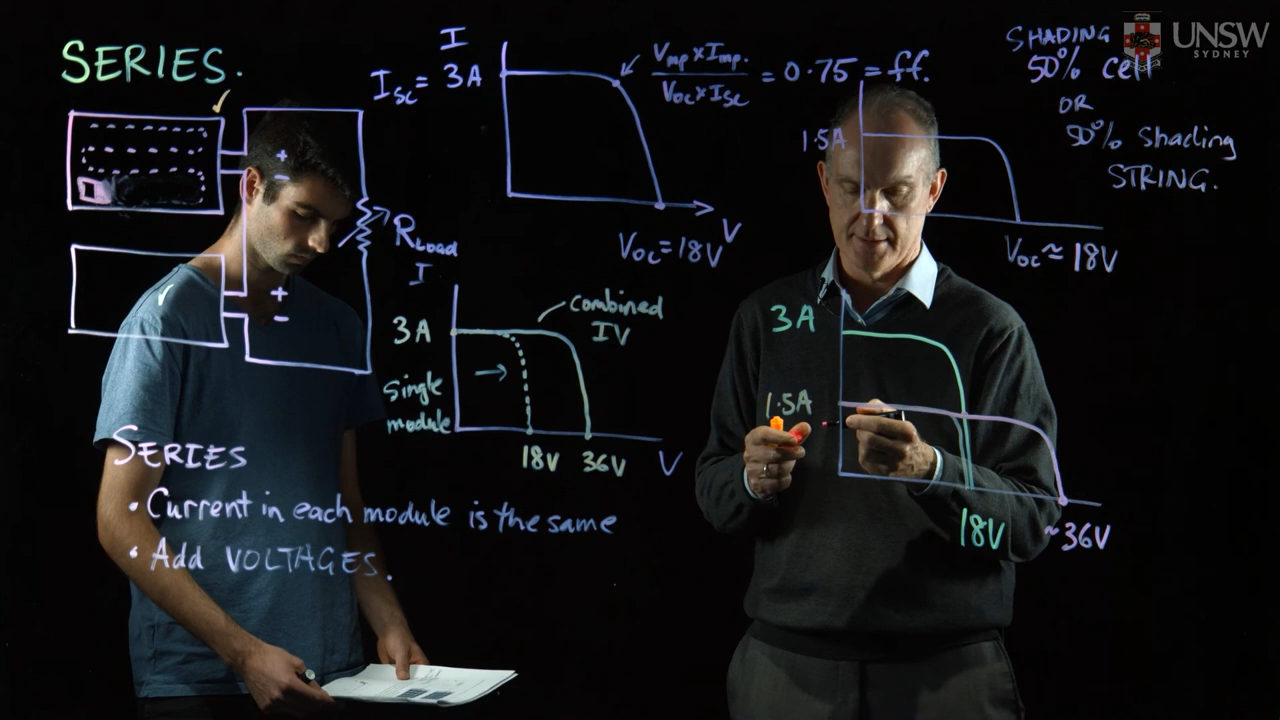 SERIES.
+
-
+
-
R Load
I
Isc = 3A
Vmp x Imp.
Voc x Isc
= 0.75 = ff.
V
Voc = 18V
I
3A
combined
IV
single
module
18V 36V V
SERIES
• Current in each module is the same
• Add VOLTAGES.
SHADING
50% cell
OR
50% shading
STRING.
1.5A
Voc ≈ 18V
3A
1.5A
18V
~36V
UNSW
SYDNEY